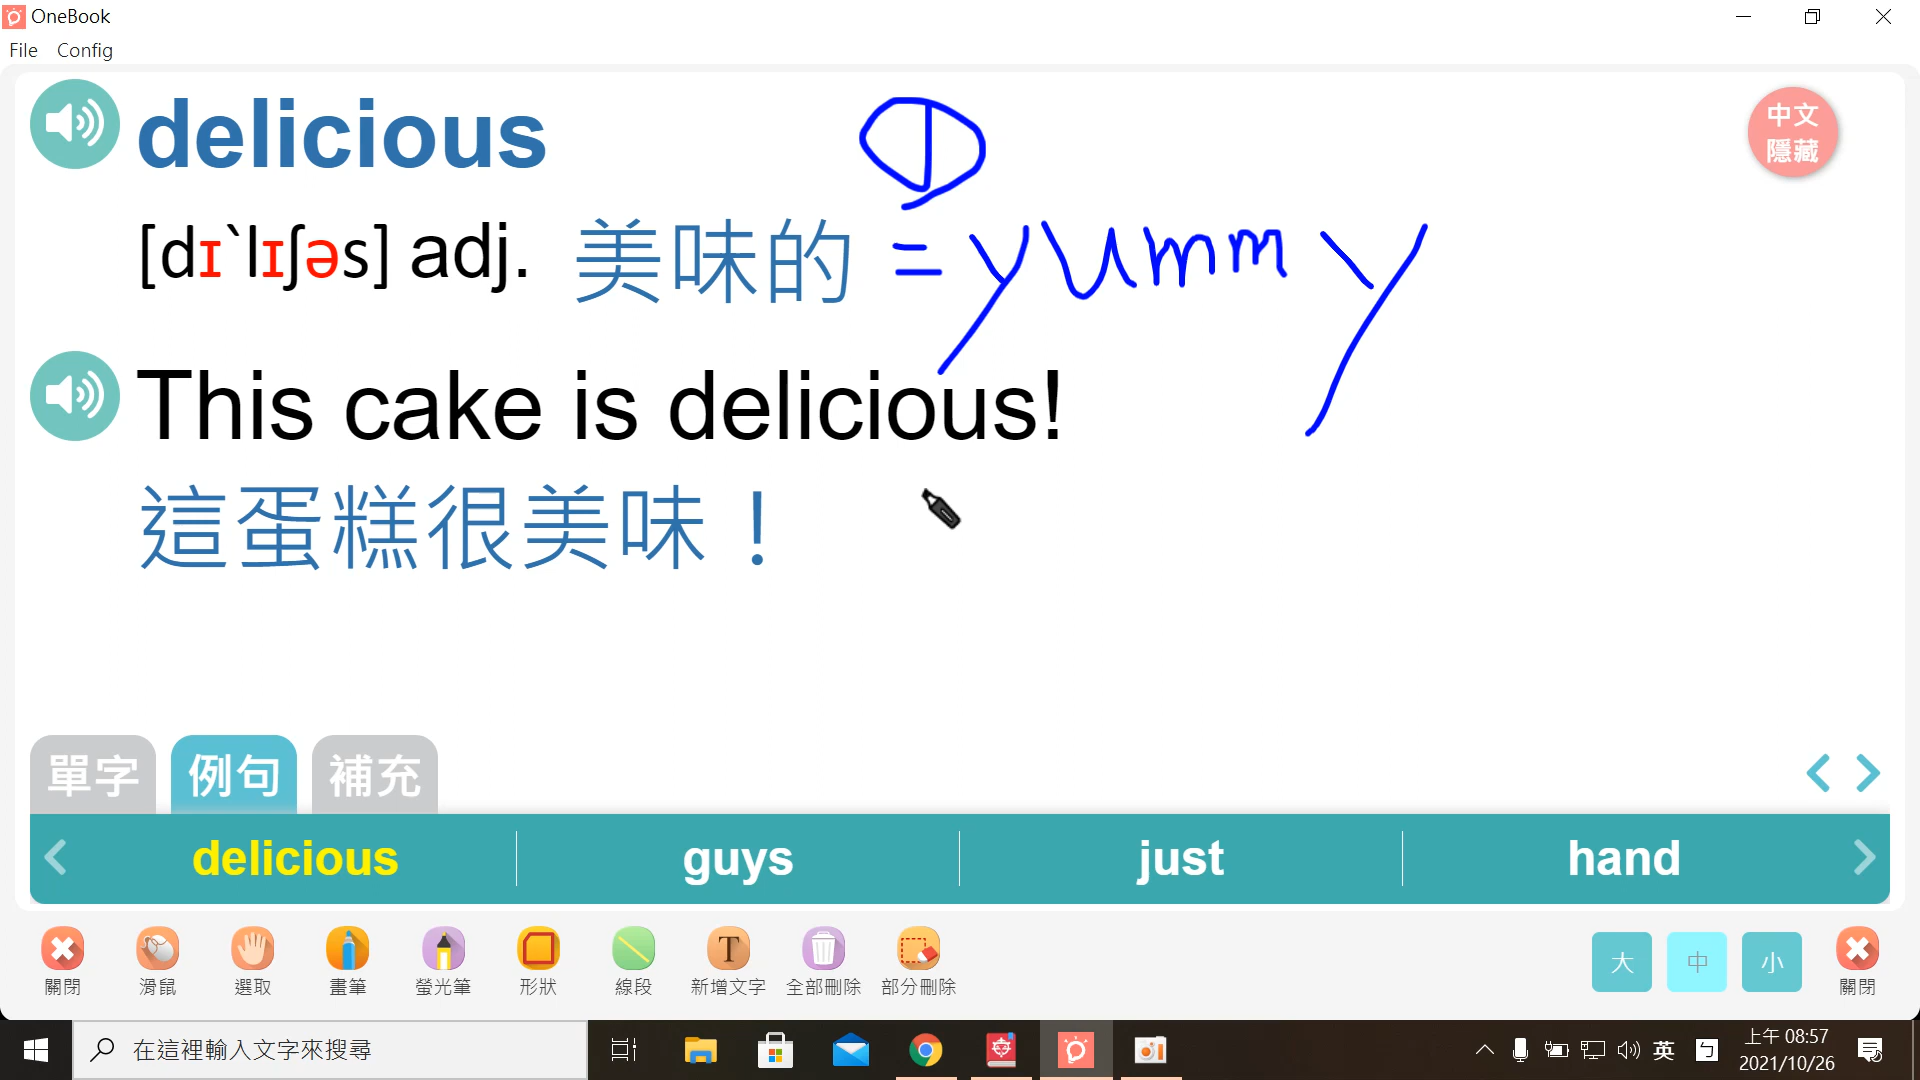 OneBook
File Config
delicious
①
中文
隱藏
[dɪˋlɪʃəs] adj. 美味的 = yummy
This cake is delicious!
這蛋糕很美味！
單字 例句 補充
delicious guys just hand
關閉 滑鼠 選取 畫筆 螢光筆 形狀 線段 新增文字 全部刪除 部分刪除 大 中 小 關閉
在這裡輸入文字來搜尋
英 ㄅ
上午 08:57
2021/10/26